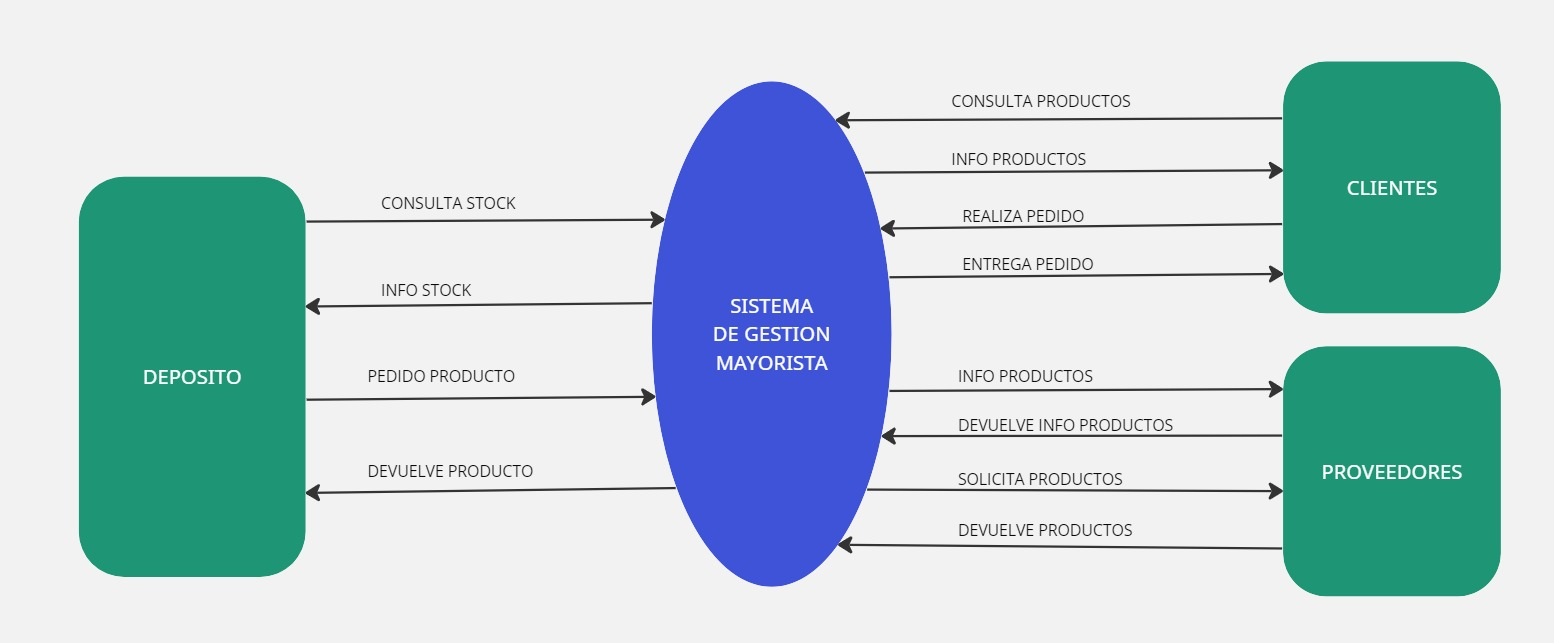 CONSULTA PRODUCTOS
INFO PRODUCTOS
CLIENTES
CONSULTA STOCK
REALIZA PEDIDO
ENTREGA PEDIDO
INFO STOCK
SISTEMA
DE GESTION
MAYORISTA
DEPOSITO
PEDIDO PRODUCTO
INFO PRODUCTOS
DEVUELVE INFO PRODUCTOS
DEVUELVE PRODUCTO
PROVEEDORES
SOLICITA PRODUCTOS
DEVUELVE PRODUCTOS